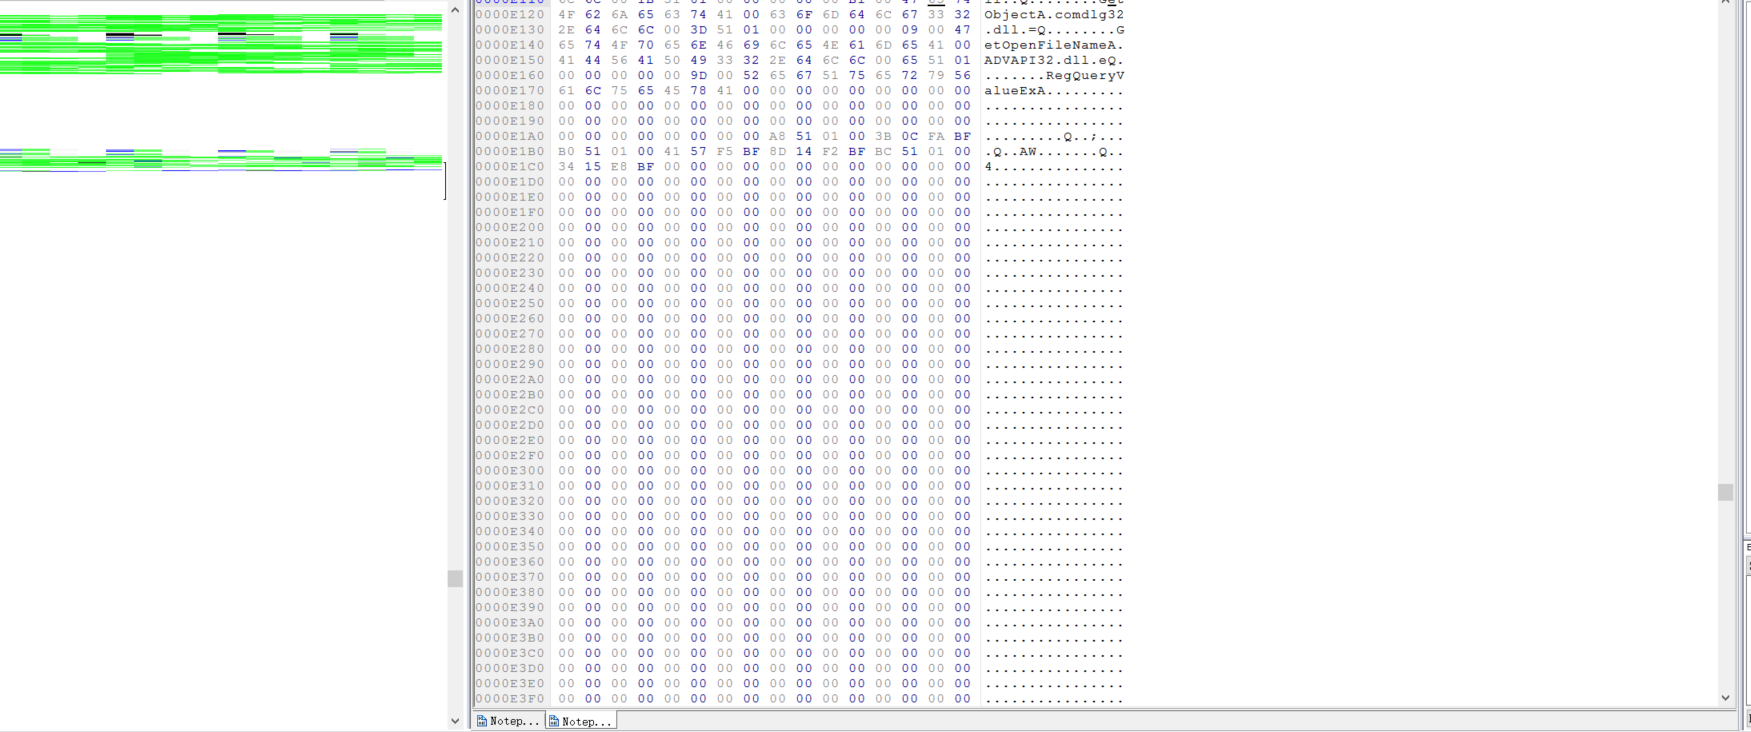 0000E120 4F 62 6A 65 63 74 41 00 63 6F 6D 64 6C 67 33 32 ObjectA.comdlg32
0000E130 2E 64 6C 6C 00 3D 51 01 00 00 00 00 00 09 00 47 .dll.=Q........G
0000E140 65 74 4F 70 65 6E 46 69 6C 65 4E 61 6D 65 41 00 etOpenFileNameA.
0000E150 41 44 56 41 50 49 33 32 2E 64 6C 6C 00 65 51 01 ADVAPI32.dll.eQ.
0000E160 00 00 00 00 00 9D 00 52 65 67 51 75 65 72 79 56 .......RegQueryV
0000E170 61 6C 75 65 45 78 41 00 00 00 00 00 00 00 00 00 alueExA.........
0000E180 00 00 00 00 00 00 00 00 00 00 00 00 00 00 00 00 ................
0000E190 00 00 00 00 00 00 00 00 00 00 00 00 00 00 00 00 ................
0000E1A0 00 00 00 00 00 00 00 00 A8 51 01 00 3B 0C FA BF .........Q..;...
0000E1B0 B0 51 01 00 41 57 F5 BF 8D 14 F2 BF BC 51 01 00 .Q..AW.......Q..
0000E1C0 34 15 E8 BF 00 00 00 00 00 00 00 00 00 00 00 00 4...............
0000E1D0 00 00 00 00 00 00 00 00 00 00 00 00 00 00 00 00 ................
0000E1E0 00 00 00 00 00 00 00 00 00 00 00 00 00 00 00 00 ................
0000E1F0 00 00 00 00 00 00 00 00 00 00 00 00 00 00 00 00 ................
0000E200 00 00 00 00 00 00 00 00 00 00 00 00 00 00 00 00 ................
0000E210 00 00 00 00 00 00 00 00 00 00 00 00 00 00 00 00 ................
0000E220 00 00 00 00 00 00 00 00 00 00 00 00 00 00 00 00 ................
0000E230 00 00 00 00 00 00 00 00 00 00 00 00 00 00 00 00 ................
0000E240 00 00 00 00 00 00 00 00 00 00 00 00 00 00 00 00 ................
0000E250 00 00 00 00 00 00 00 00 00 00 00 00 00 00 00 00 ................
0000E260 00 00 00 00 00 00 00 00 00 00 00 00 00 00 00 00 ................
0000E270 00 00 00 00 00 00 00 00 00 00 00 00 00 00 00 00 ................
0000E280 00 00 00 00 00 00 00 00 00 00 00 00 00 00 00 00 ................
0000E290 00 00 00 00 00 00 00 00 00 00 00 00 00 00 00 00 ................
0000E2A0 00 00 00 00 00 00 00 00 00 00 00 00 00 00 00 00 ................
0000E2B0 00 00 00 00 00 00 00 00 00 00 00 00 00 00 00 00 ................
0000E2C0 00 00 00 00 00 00 00 00 00 00 00 00 00 00 00 00 ................
0000E2D0 00 00 00 00 00 00 00 00 00 00 00 00 00 00 00 00 ................
0000E2E0 00 00 00 00 00 00 00 00 00 00 00 00 00 00 00 00 ................
0000E2F0 00 00 00 00 00 00 00 00 00 00 00 00 00 00 00 00 ................
0000E300 00 00 00 00 00 00 00 00 00 00 00 00 00 00 00 00 ................
0000E310 00 00 00 00 00 00 00 00 00 00 00 00 00 00 00 00 ................
0000E320 00 00 00 00 00 00 00 00 00 00 00 00 00 00 00 00 ................
0000E330 00 00 00 00 00 00 00 00 00 00 00 00 00 00 00 00 ................
0000E340 00 00 00 00 00 00 00 00 00 00 00 00 00 00 00 00 ................
0000E350 00 00 00 00 00 00 00 00 00 00 00 00 00 00 00 00 ................
0000E360 00 00 00 00 00 00 00 00 00 00 00 00 00 00 00 00 ................
0000E370 00 00 00 00 00 00 00 00 00 00 00 00 00 00 00 00 ................
0000E380 00 00 00 00 00 00 00 00 00 00 00 00 00 00 00 00 ................
0000E390 00 00 00 00 00 00 00 00 00 00 00 00 00 00 00 00 ................
0000E3A0 00 00 00 00 00 00 00 00 00 00 00 00 00 00 00 00 ................
0000E3B0 00 00 00 00 00 00 00 00 00 00 00 00 00 00 00 00 ................
0000E3C0 00 00 00 00 00 00 00 00 00 00 00 00 00 00 00 00 ................
0000E3D0 00 00 00 00 00 00 00 00 00 00 00 00 00 00 00 00 ................
0000E3E0 00 00 00 00 00 00 00 00 00 00 00 00 00 00 00 00 ................
0000E3F0 00 00 00 00 00 00 00 00 00 00 00 00 00 00 00 00 ................
Notep... Notep...